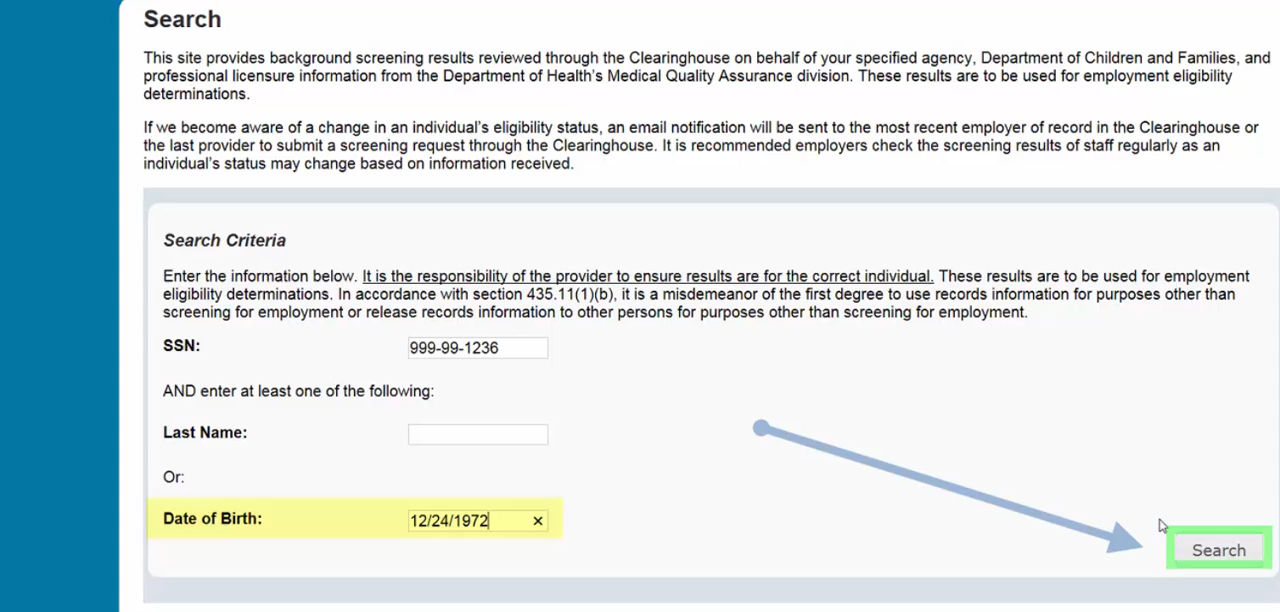 Search
This site provides background screening results reviewed through the Clearinghouse on behalf of your specified agency, Department of Children and Families, and
professional licensure information from the Department of Health's Medical Quality Assurance division. These results are to be used for employment eligibility
determinations.
If we become aware of a change in an individual's eligibility status, an email notification will be sent to the most recent employer of record in the Clearinghouse or
the last provider to submit a screening request through the Clearinghouse. It is recommended employers check the screening results of staff regularly as an
individual's status may change based on information received.
Search Criteria
Enter the information below. It is the responsibility of the provider to ensure results are for the correct individual. These results are to be used for employment
eligibility determinations. In accordance with section 435.11(1)(b), it is a misdemeanor of the first degree to use records information for purposes other than
screening for employment or release records information to other persons for purposes other than screening for employment.
SSN: 999-99-1236
AND enter at least one of the following:
Last Name:
Or:
Date of Birth: 12/24/1972 ×
Search